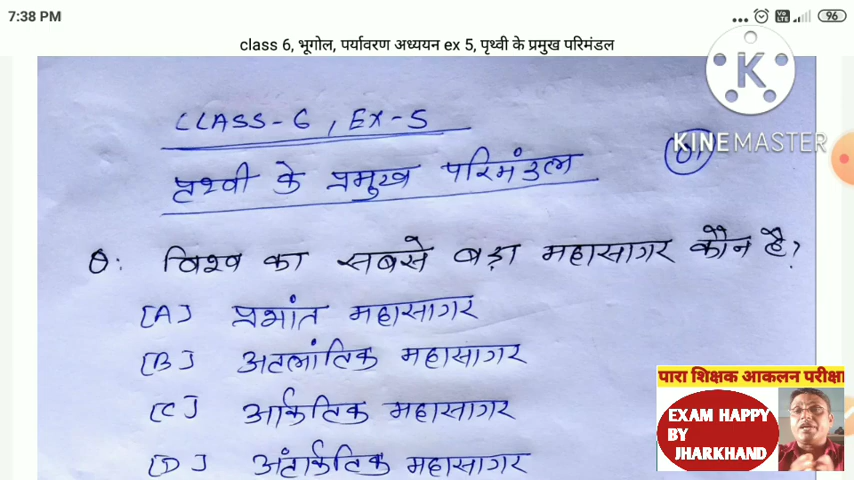 7:38 PM
96
class 6, भूगोल, पर्यावरण अध्ययन ex 5, पृथ्वी के प्रमुख परिमंडल
K
KINEMASTER
CLASS-6, EX-5
01
पृथ्वी के प्रमुख परिमंडल
Q: विश्व का सबसे बड़ा महासागर कौन है?
[A] प्रशांत महासागर
[B] अटलांतिक महासागर
[C] आर्कटिक महासागर
[D] अंटार्कटिक महासागर
पारा शिक्षक आकलन परीक्षा
EXAM HAPPY
BY
JHARKHAND